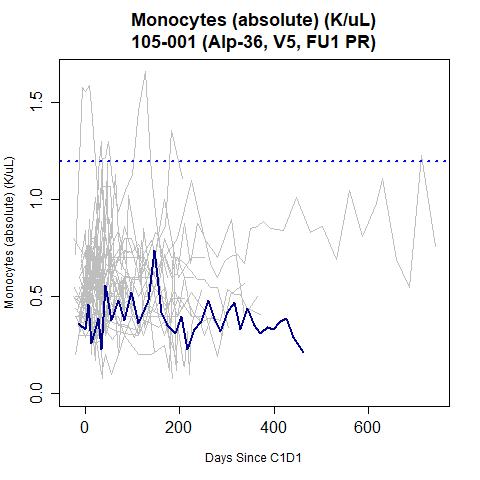 Monocytes (absolute) (K/uL)
105-001 (Alp-36, V5, FU1 PR)
Monocytes (absolute) (K/uL)
1.5
1.0
0.5
0.0
0
200
400
600
Days Since C1D1